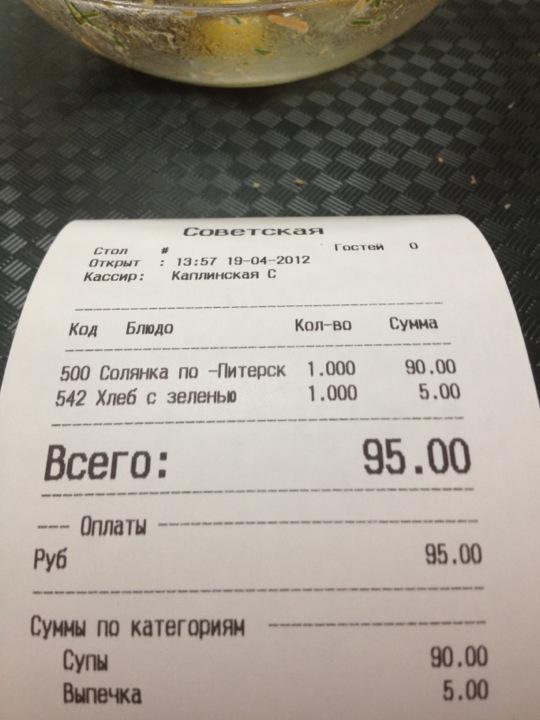 Советская
Стол # Гостей 0
Открыт : 13:57 19-04-2012
Кассир: Каплинская С
Код Блюдо Кол-во Сумма
500 Солянка по -Питерск 1.000 90.00
542 Хлеб с зеленью 1.000 5.00
Всего: 95.00
--- Оплаты
Руб 95.00
Суммы по категориям
Супы 90.00
Выпечка 5.00